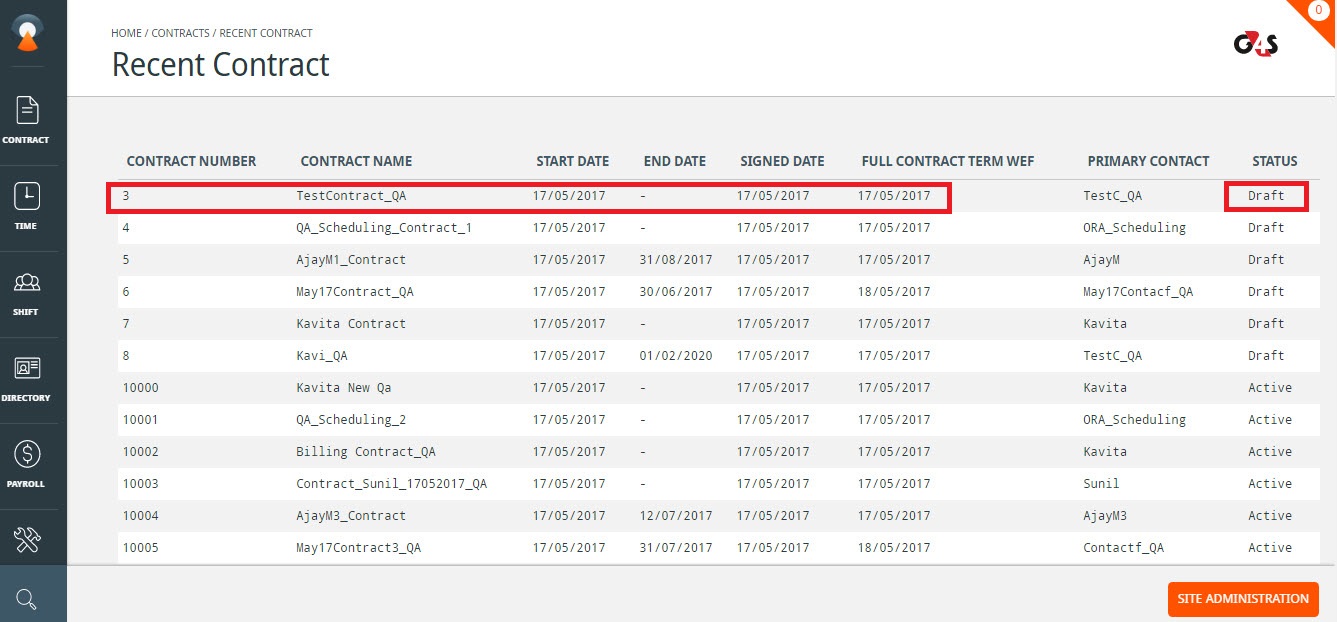 0
HOME / CONTRACTS / RECENT CONTRACT
Recent Contract
G4S
CONTRACT
TIME
SHIFT
DIRECTORY
PAYROLL
CONTRACT NUMBER CONTRACT NAME START DATE END DATE SIGNED DATE FULL CONTRACT TERM WEF PRIMARY CONTACT STATUS
3 TestContract_QA 17/05/2017 - 17/05/2017 17/05/2017 TestC_QA Draft
4 QA_Scheduling_Contract_1 17/05/2017 - 17/05/2017 17/05/2017 ORA_Scheduling Draft
5 AjayM1_Contract 17/05/2017 31/08/2017 17/05/2017 17/05/2017 AjayM Draft
6 May17Contract_QA 17/05/2017 30/06/2017 17/05/2017 18/05/2017 May17Contacf_QA Draft
7 Kavita Contract 17/05/2017 - 17/05/2017 17/05/2017 Kavita Draft
8 Kavi_QA 17/05/2017 01/02/2020 17/05/2017 17/05/2017 TestC_QA Draft
10000 Kavita New Qa 17/05/2017 - 17/05/2017 17/05/2017 Kavita Active
10001 QA_Scheduling_2 17/05/2017 - 17/05/2017 17/05/2017 ORA_Scheduling Active
10002 Billing Contract_QA 17/05/2017 - 17/05/2017 17/05/2017 Kavita Active
10003 Contract_Sunil_17052017_QA 17/05/2017 - 17/05/2017 17/05/2017 Sunil Active
10004 AjayM3_Contract 17/05/2017 12/07/2017 17/05/2017 17/05/2017 AjayM3 Active
10005 May17Contract3_QA 17/05/2017 31/07/2017 17/05/2017 18/05/2017 Contactf_QA Active
SITE ADMINISTRATION